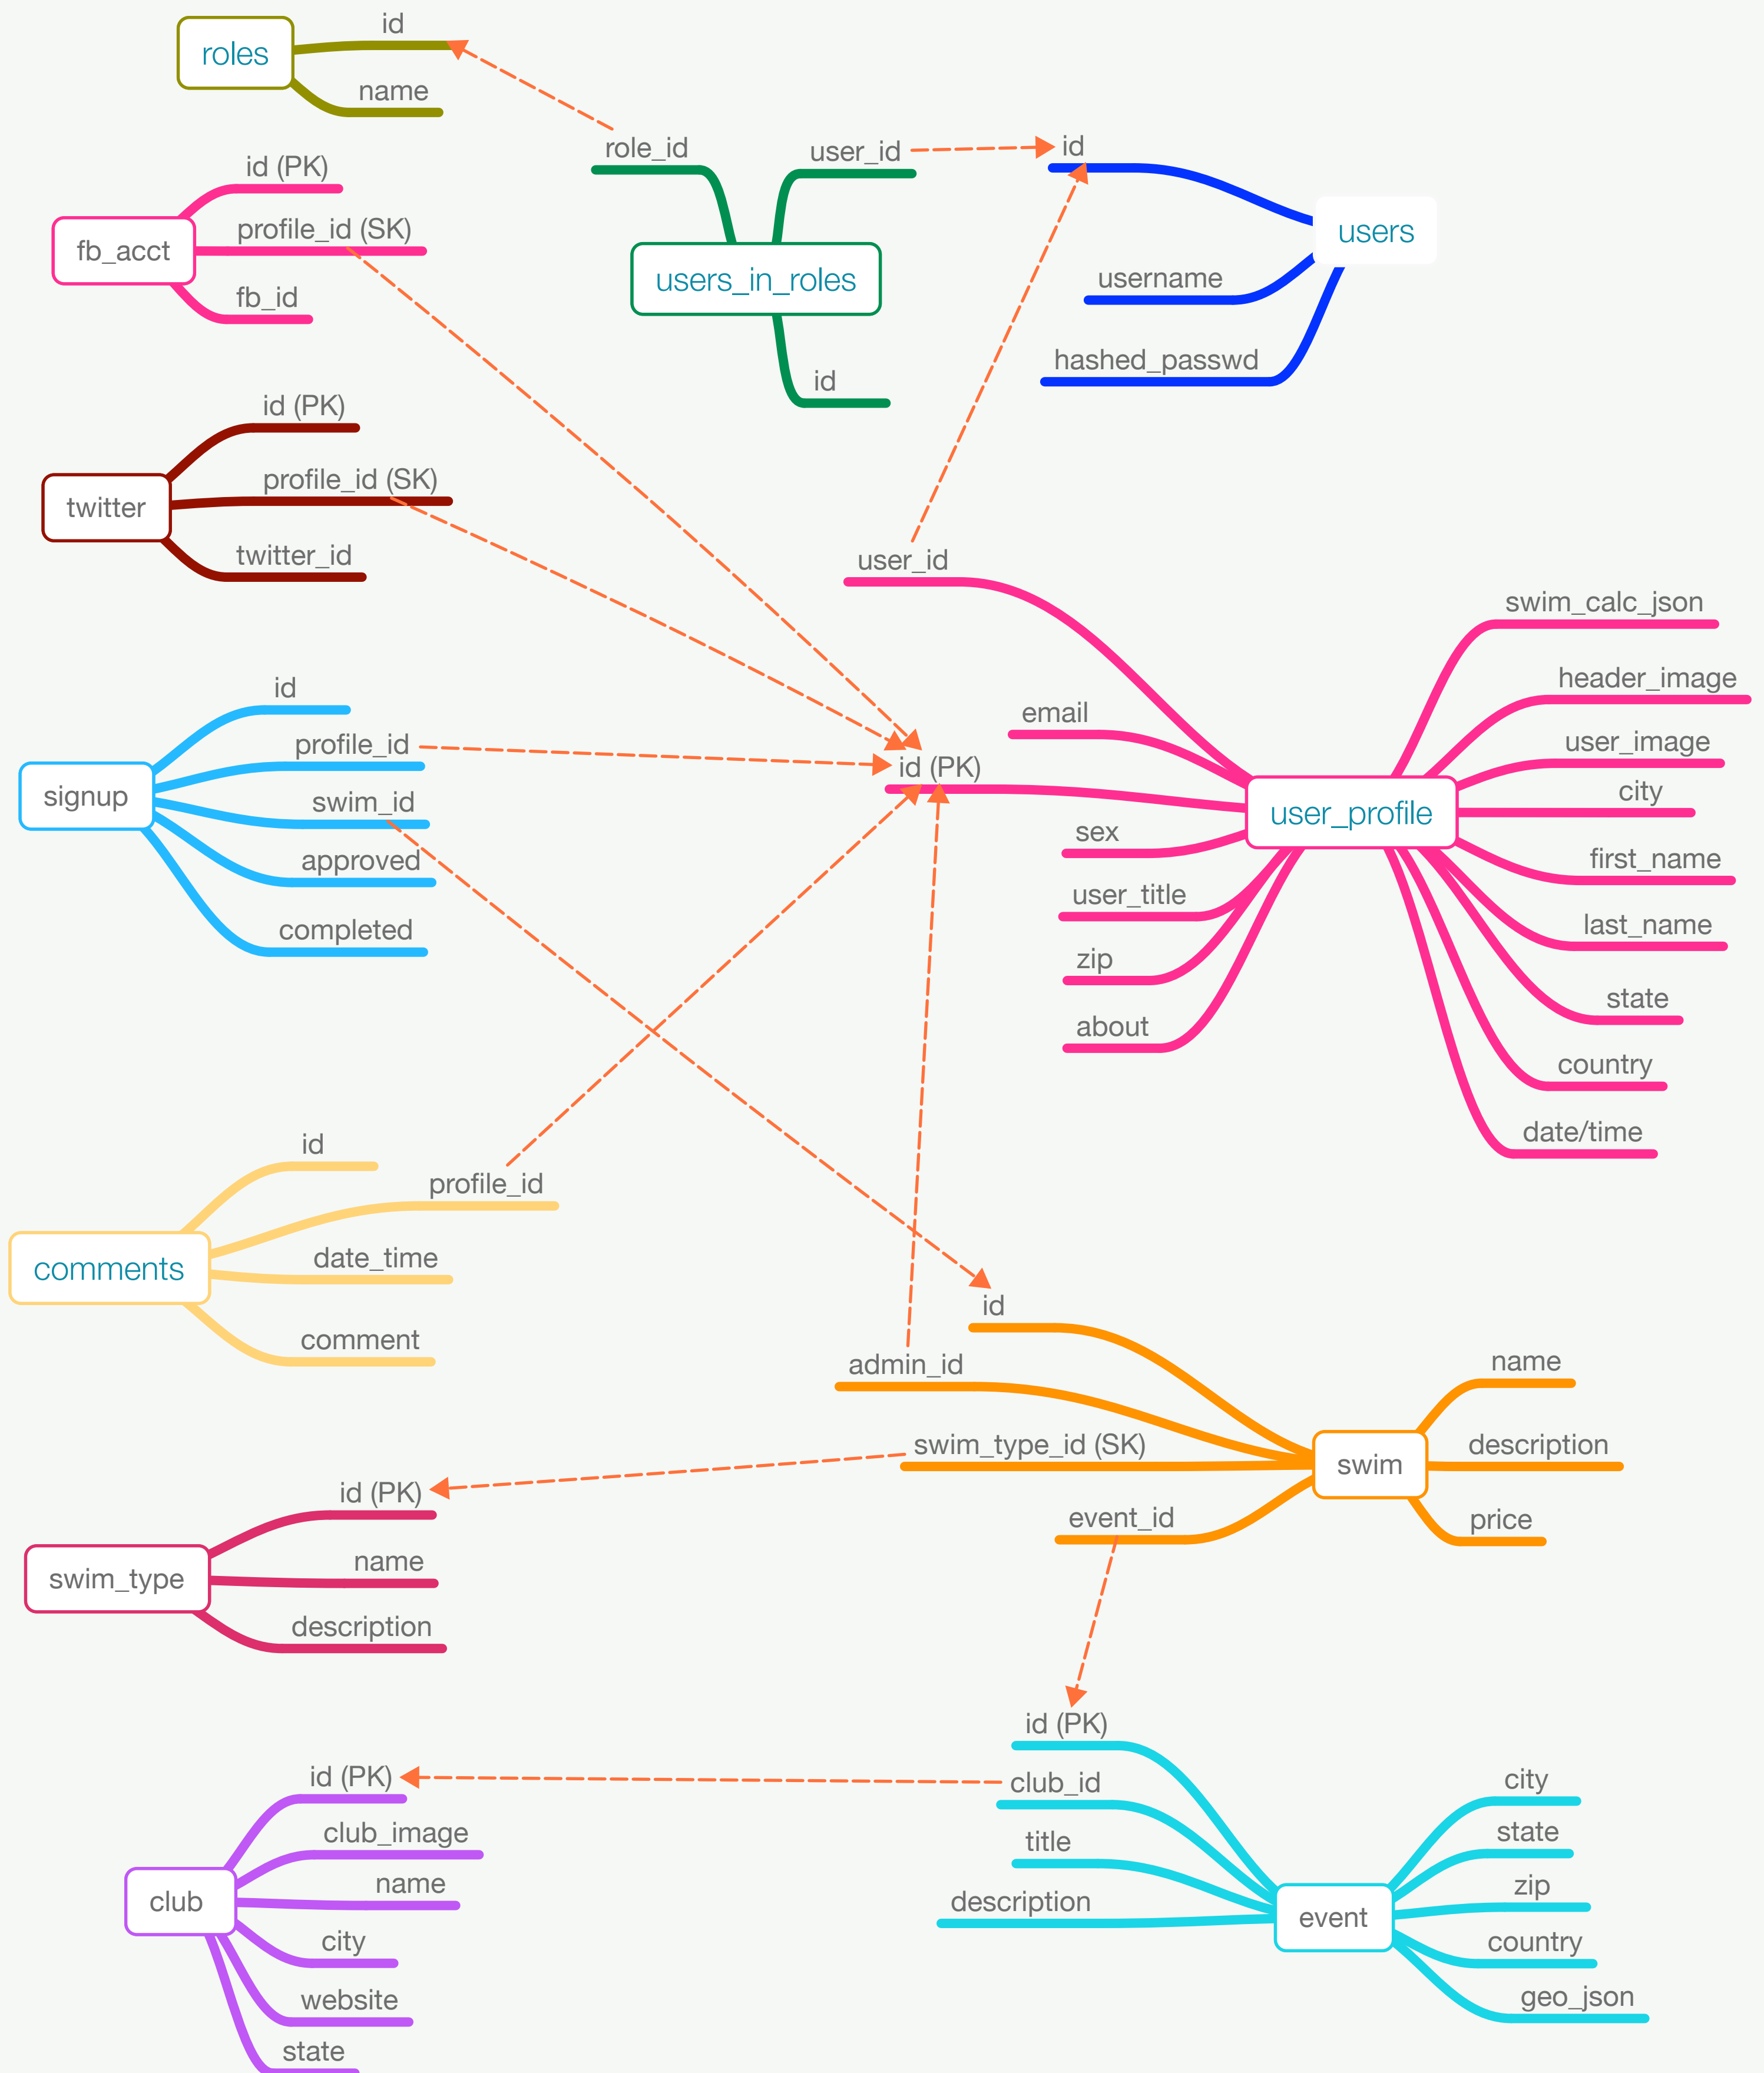 roles
id
name
users_in_roles
role_id
user_id
id
users
id
username
hashed_passwd
fb_acct
id (PK)
profile_id (SK)
fb_id
twitter
id (PK)
profile_id (SK)
twitter_id
user_profile
user_id
email
id (PK)
sex
user_title
zip
about
swim_calc_json
header_image
user_image
city
first_name
last_name
state
country
date/time
signup
id
profile_id
swim_id
approved
completed
comments
id
profile_id
date_time
comment
swim
id
admin_id
swim_type_id (SK)
event_id
name
description
price
swim_type
id (PK)
name
description
event
id (PK)
club_id
title
description
city
state
zip
country
geo_json
club
id (PK)
club_image
name
city
website
state